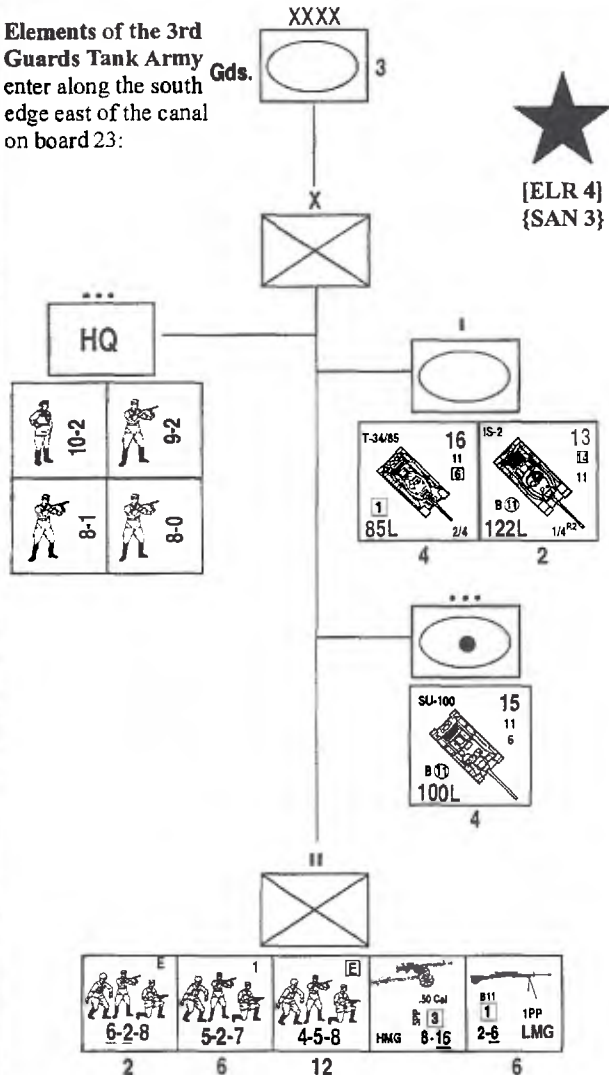 Elements of the 3rd
Guards Tank Army
enter along the south
edge east of the canal
on board 23:
XXXX
Gds.
3
[ELR 4]
{SAN 3}
X
HQ
10-2
9-2
8-1
8-0
I
T-34/85
16
11
6
1
85L
2/4
4
IS-2
13
14
11
B 11
122L
1/4 R2
2
SU-100
15
11
6
B 11
100L
4
II
E
6-2-8
2
1
5-2-7
6
E
4-5-8
12
.50 Cal
5PP
3
HMG
8-16
B11
1
1PP
2-6
LMG
6